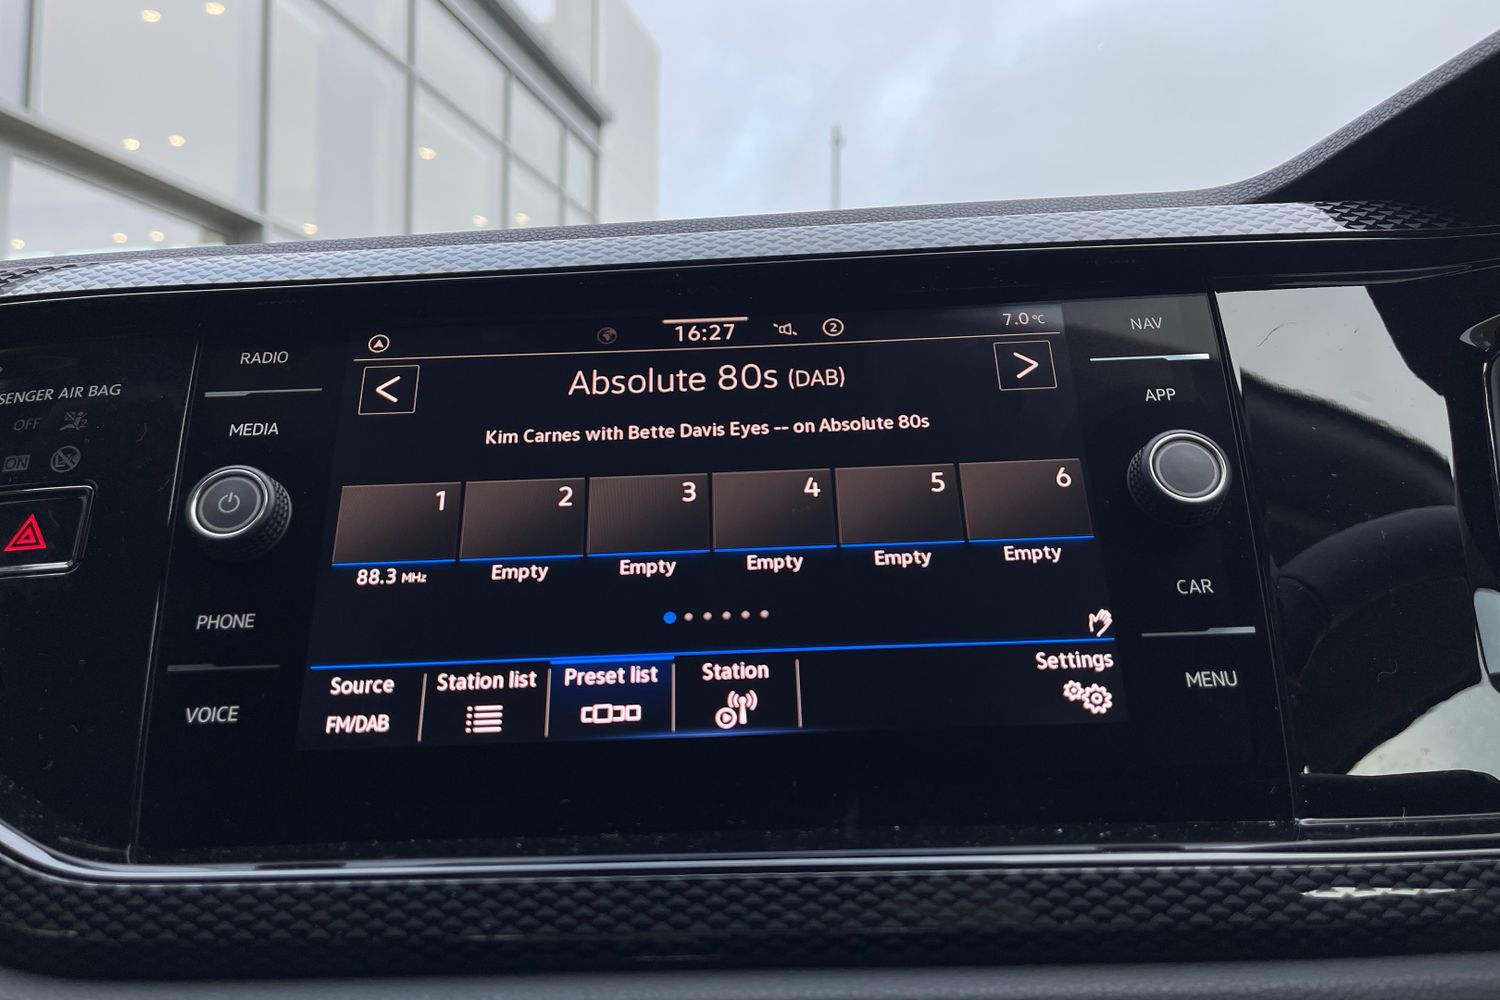 SENGER AIR BAG
OFF
ON
RADIO
MEDIA
PHONE
VOICE
16:27
2
7.0 °C
<
Absolute 80s (DAB)
>
Kim Carnes with Bette Davis Eyes -- on Absolute 80s
1
2
3
4
5
6
88.3 MHz
Empty
Empty
Empty
Empty
Empty
Source
FM/DAB
Station list
Preset list
Station
Settings
NAV
APP
CAR
MENU